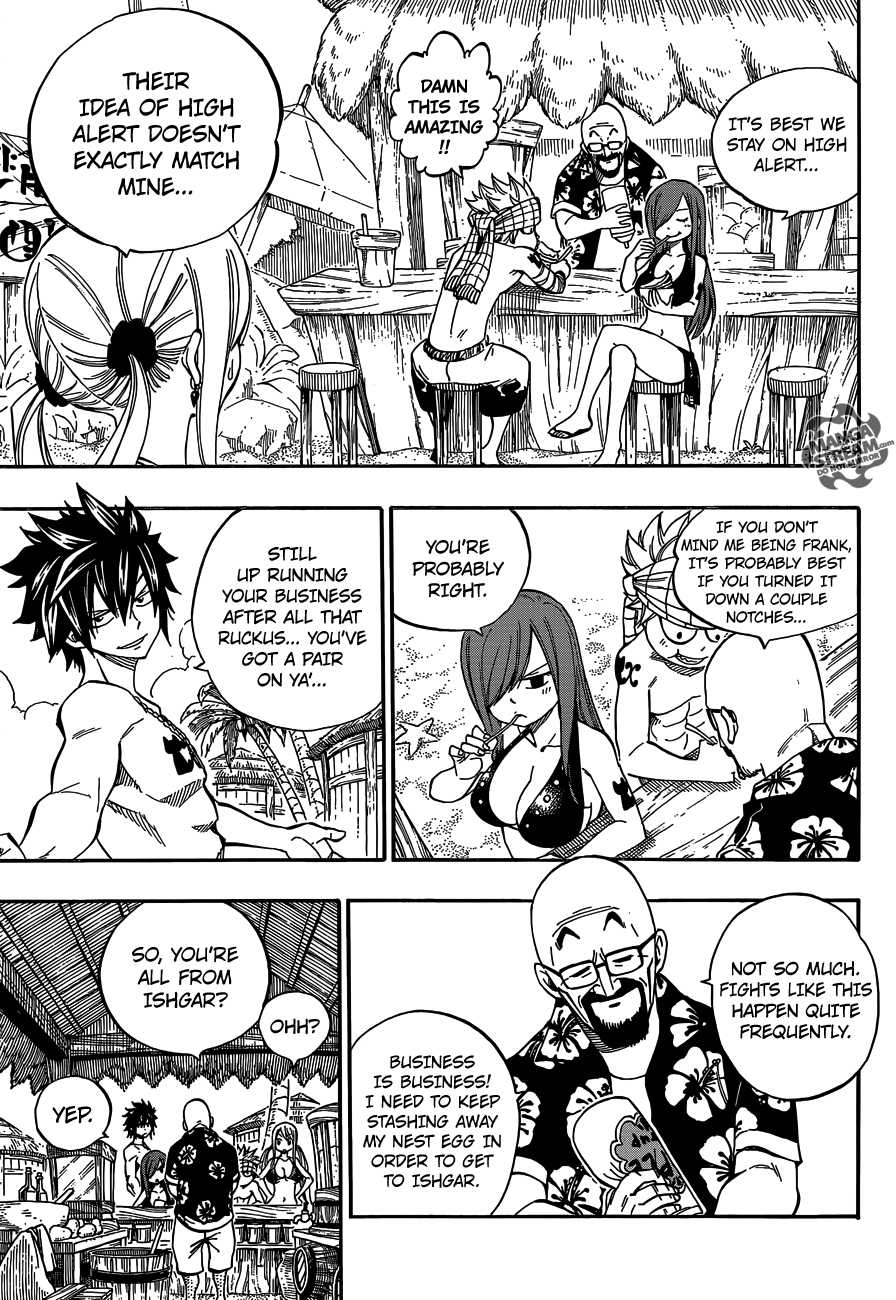 IT'S BEST WE
STAY ON HIGH
ALERT...
DAMN
THIS IS
AMAZING
!!
THEIR
IDEA OF HIGH
ALERT DOESN'T
EXACTLY MATCH
MINE...
MANGA
STREAM.com
DO NOT MIRROR
IF YOU DON'T
MIND ME BEING FRANK,
IT'S PROBABLY BEST
IF YOU TURNED IT
DOWN A COUPLE
NOTCHES...
YOU'RE
PROBABLY
RIGHT.
STILL
UP RUNNING
YOUR BUSINESS
AFTER ALL THAT
RUCKUS... YOU'VE
GOT A PAIR
ON YA'...
NOT SO MUCH.
FIGHTS LIKE THIS
HAPPEN QUITE
FREQUENTLY.
BUSINESS
IS BUSINESS!
I NEED TO KEEP
STASHING AWAY
MY NEST EGG IN
ORDER TO GET
TO ISHGAR.
SO, YOU'RE
ALL FROM
ISHGAR?
OHH?
YEP.